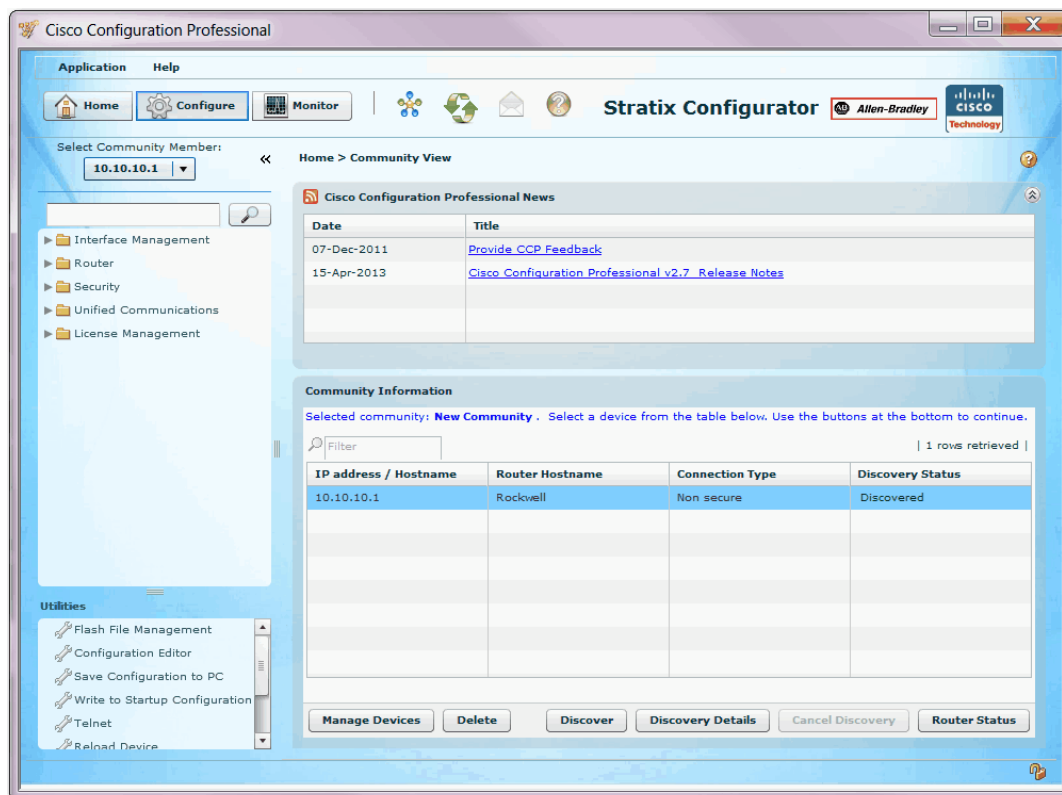 Cisco Configuration Professional
Application Help
Home Configure Monitor
Stratix Configurator
AB Allen-Bradley
CISCO
Technology
Select Community Member:
10.10.10.1
«
Home > Community View
Interface Management
Router
Security
Unified Communications
License Management
Utilities
Flash File Management
Configuration Editor
Save Configuration to PC
Write to Startup Configuration
Telnet
Reload Device
Cisco Configuration Professional News
Date Title
07-Dec-2011 Provide CCP Feedback
15-Apr-2013 Cisco Configuration Professional v2.7 Release Notes
Community Information
Selected community: New Community . Select a device from the table below. Use the buttons at the bottom to continue.
Filter | 1 rows retrieved |
IP address / Hostname Router Hostname Connection Type Discovery Status
10.10.10.1 Rockwell Non secure Discovered
Manage Devices Delete Discover Discovery Details Cancel Discovery Router Status